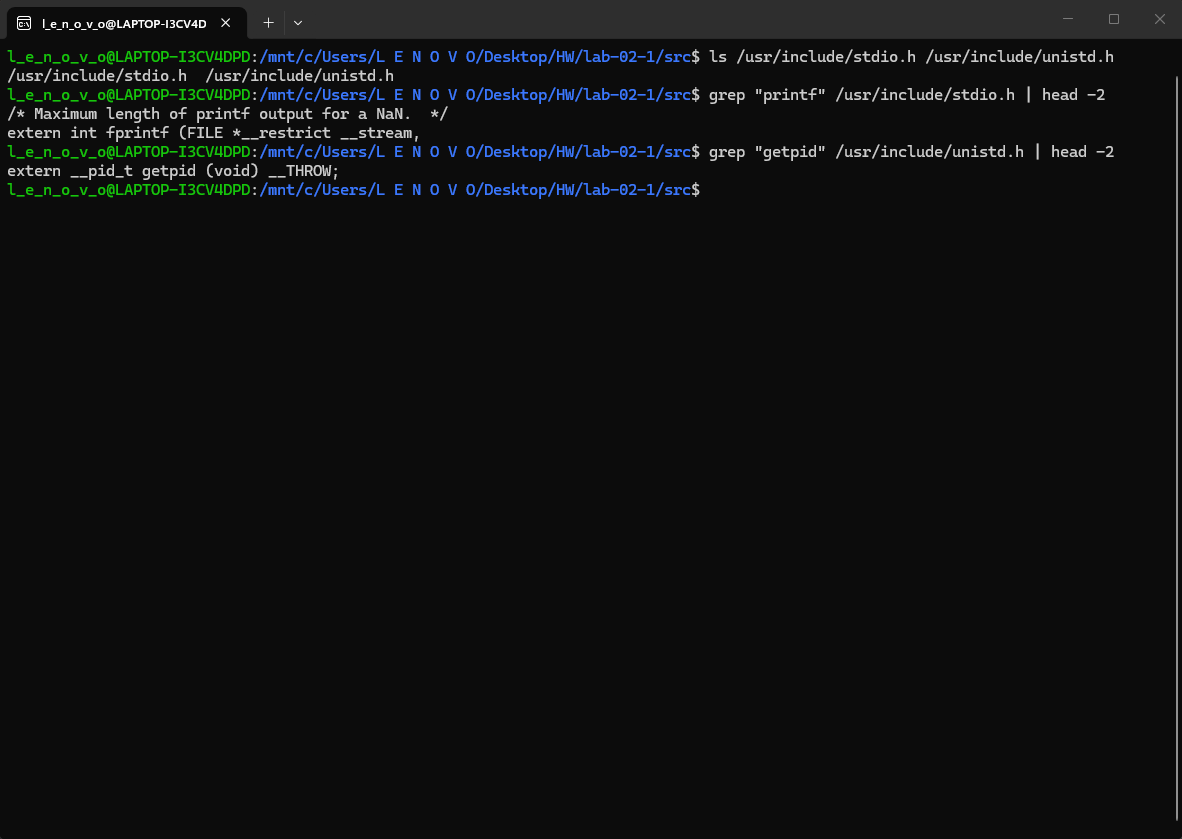 l_e_n_o_v_o@LAPTOP-I3CV4D
l_e_n_o_v_o@LAPTOP-I3CV4DPD:/mnt/c/Users/L E N O V O/Desktop/HW/lab-02-1/src$ ls /usr/include/stdio.h /usr/include/unistd.h
/usr/include/stdio.h  /usr/include/unistd.h
l_e_n_o_v_o@LAPTOP-I3CV4DPD:/mnt/c/Users/L E N O V O/Desktop/HW/lab-02-1/src$ grep "printf" /usr/include/stdio.h | head -2
/* Maximum length of printf output for a NaN.  */
extern int fprintf (FILE *__restrict __stream,
l_e_n_o_v_o@LAPTOP-I3CV4DPD:/mnt/c/Users/L E N O V O/Desktop/HW/lab-02-1/src$ grep "getpid" /usr/include/unistd.h | head -2
extern __pid_t getpid (void) __THROW;
l_e_n_o_v_o@LAPTOP-I3CV4DPD:/mnt/c/Users/L E N O V O/Desktop/HW/lab-02-1/src$